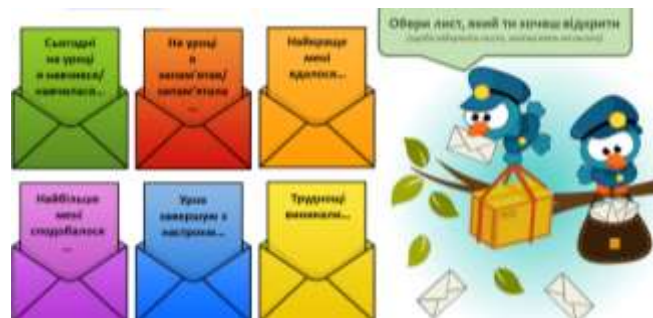 Сьогодні
на уроці
я навчився/
навчилася...
На уроці
я
запам'ятав/
запам'ятала
...
Найкраще
мені
вдалося...
Обери лист, який ти хочеш відкрити
Найбільше
мені
сподобалося
...
Урок
завершую з
настроєм...
Труднощі
виникали...